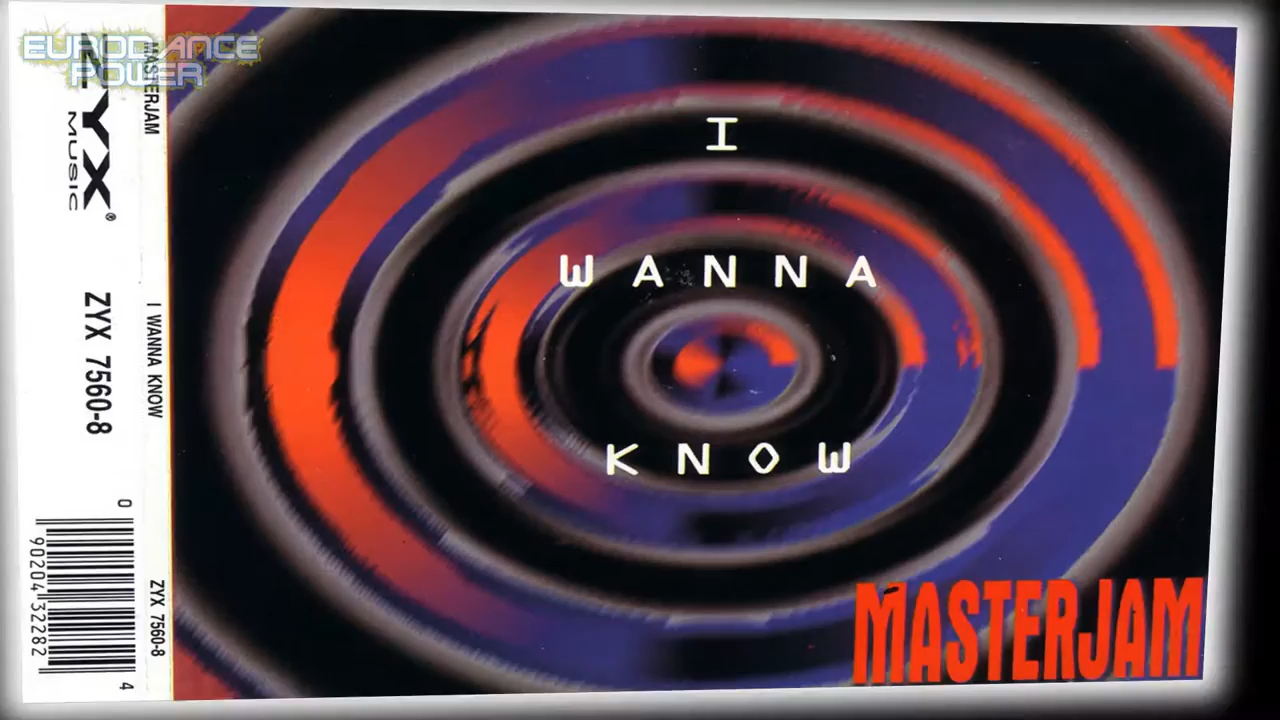 EURODANCE
POWER
ZYX
MUSIC
®
ZYX 7560-8
0
90204 32282
4
MASTERJAM
I WANNA KNOW
ZYX 7560-8
I
WANNA
KNOW
MASTERJAM